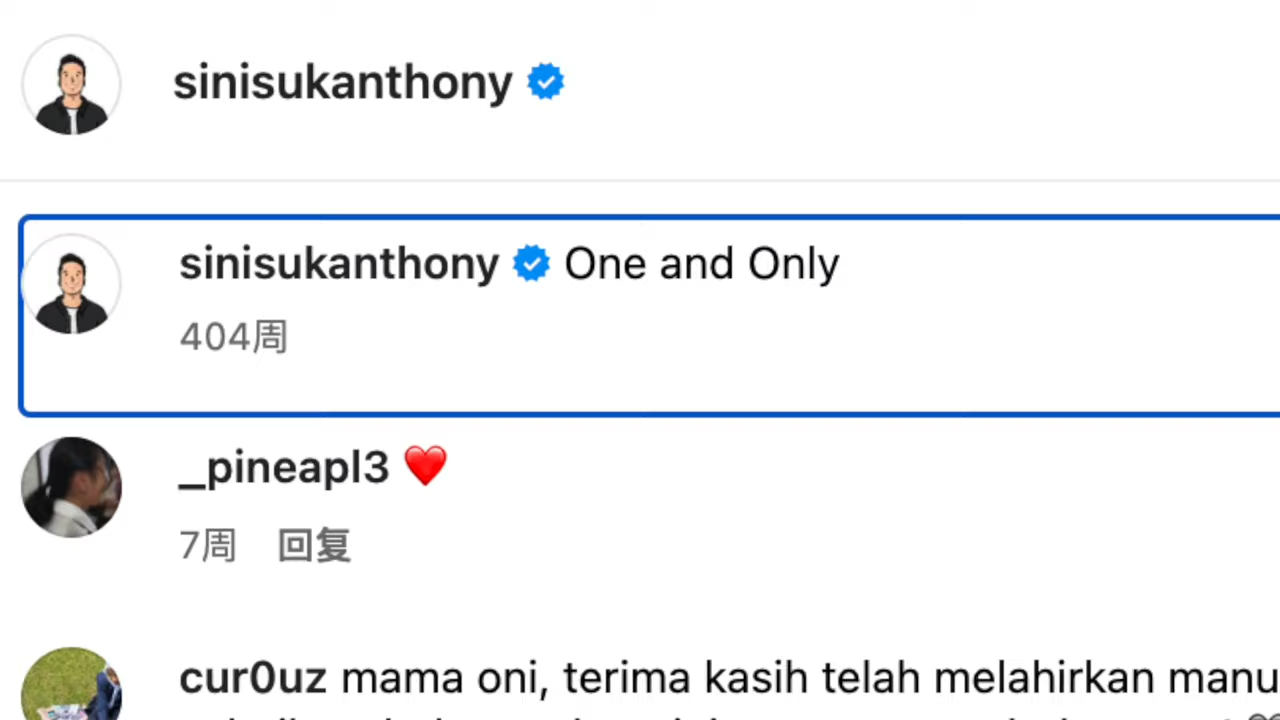 sinisukanthony
sinisukanthony One and Only
404周
_pineapl3 ❤️
7周 回复
cur0uz mama oni, terima kasih telah melahirkan manu